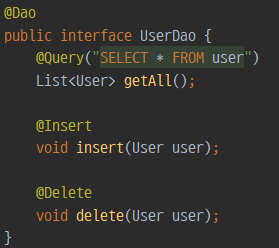 @Dao
public interface UserDao {
@Query("SELECT * FROM user")
List<User> getAll();
@Insert
void insert(User user);
@Delete
void delete(User user);
}